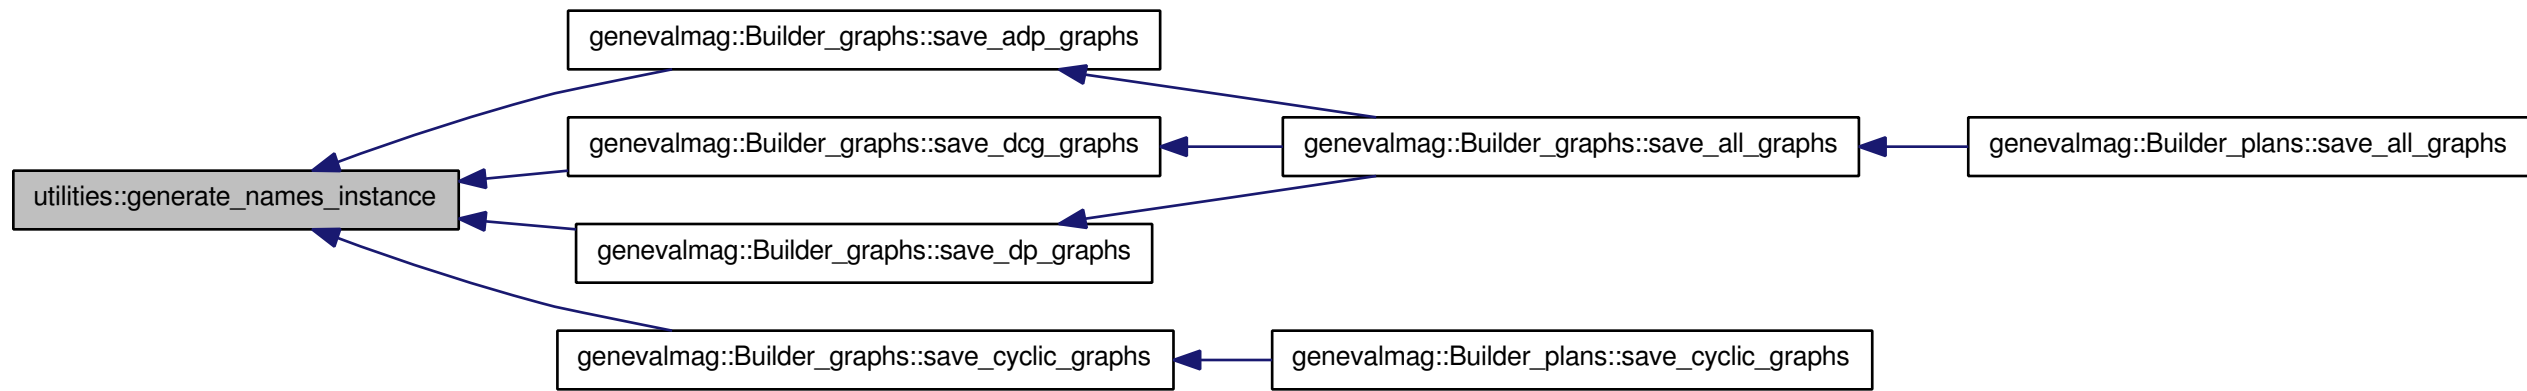 genevalmag::Builder_graphs::save_adp_graphs
genevalmag::Builder_graphs::save_dcg_graphs
genevalmag::Builder_graphs::save_all_graphs
genevalmag::Builder_plans::save_all_graphs
utilities::generate_names_instance
genevalmag::Builder_graphs::save_dp_graphs
genevalmag::Builder_graphs::save_cyclic_graphs
genevalmag::Builder_plans::save_cyclic_graphs